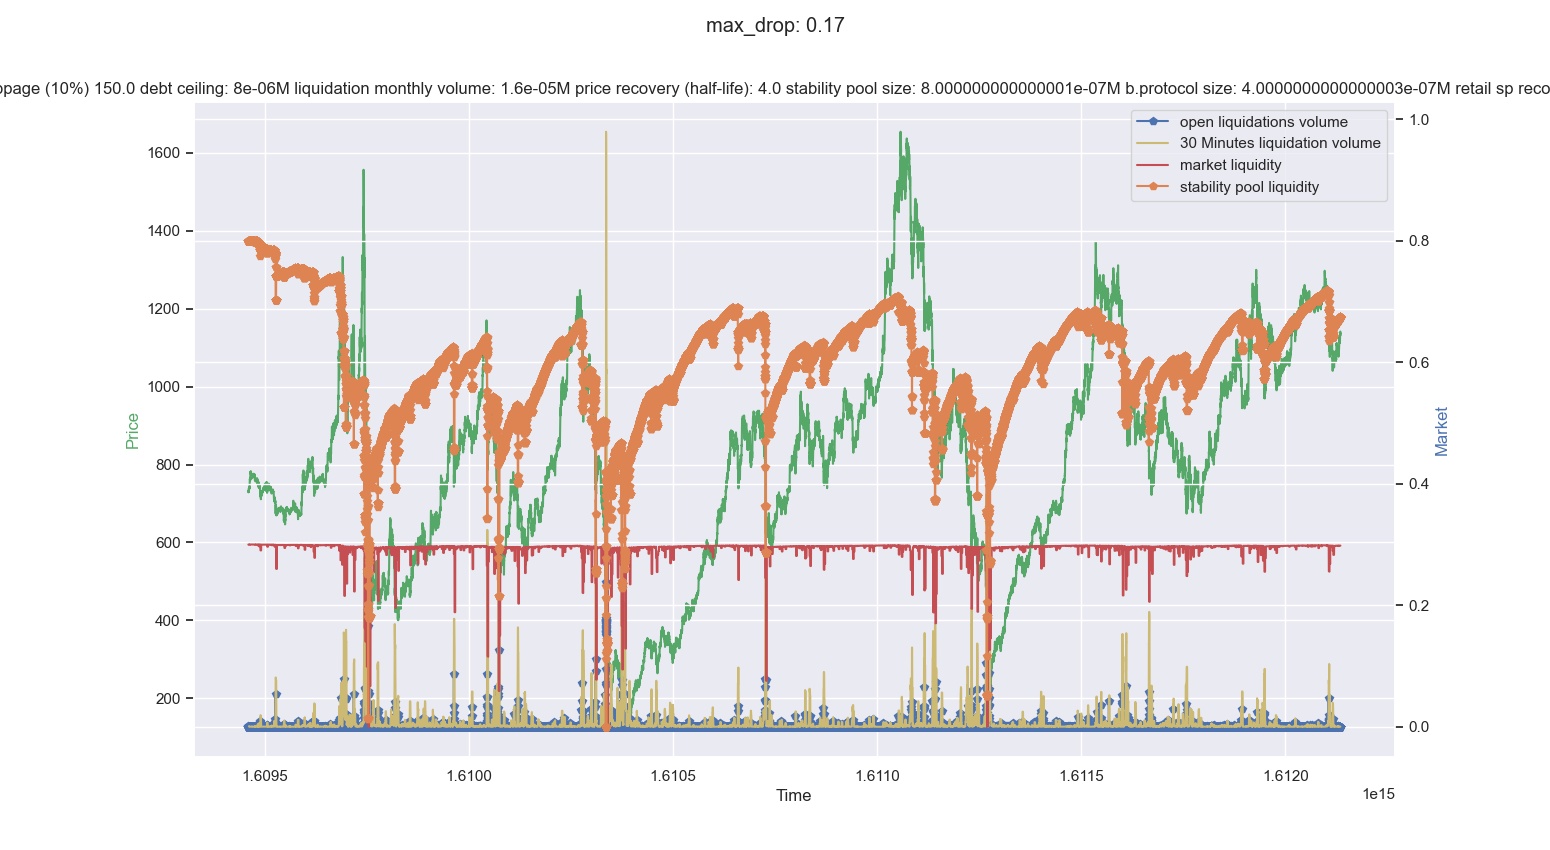 max_drop: 0.17
page (10%) 150.0 debt ceiling: 8e-06M liquidation monthly volume: 1.6e-05M price recovery (half-life): 4.0 stability pool size: 8.000000000000001e-07M b.protocol size: 4.0000000000000003e-07M retail sp reco
open liquidations volume
30 Minutes liquidation volume
market liquidity
stability pool liquidity
1600
1400
1200
1000
800
600
400
200
Price
1.0
0.8
0.6
0.4
0.2
0.0
Market
1.6095 1.6100 1.6105 1.6110 1.6115 1.6120
1e15
Time